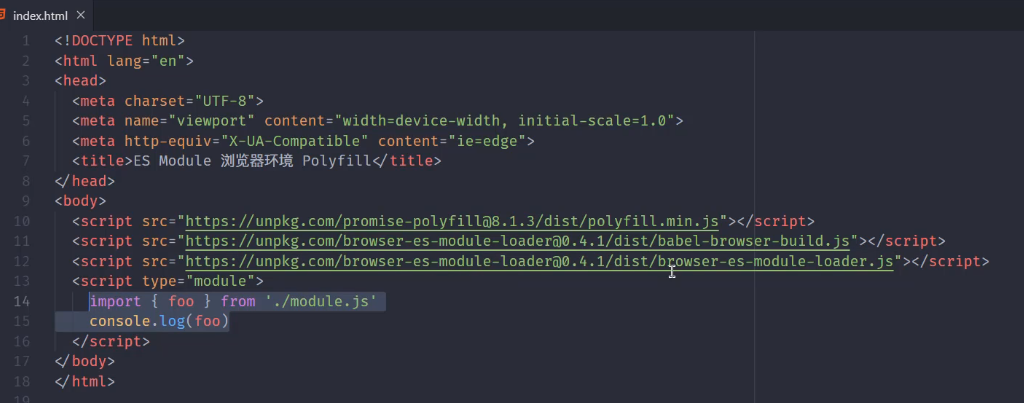 index.html
1 <!DOCTYPE html>
2 <html lang="en">
3 <head>
4 <meta charset="UTF-8">
5 <meta name="viewport" content="width=device-width, initial-scale=1.0">
6 <meta http-equiv="X-UA-Compatible" content="ie=edge">
7 <title>ES Module 浏览器环境 Polyfill</title>
8 </head>
9 <body>
10 <script src="https://unpkg.com/promise-polyfill@8.1.3/dist/polyfill.min.js"></script>
11 <script src="https://unpkg.com/browser-es-module-loader@0.4.1/dist/babel-browser-build.js"></script>
12 <script src="https://unpkg.com/browser-es-module-loader@0.4.1/dist/browser-es-module-loader.js"></script>
13 <script type="module">
14 import { foo } from './module.js'
15 console.log(foo)
16 </script>
17 </body>
18 </html>
19